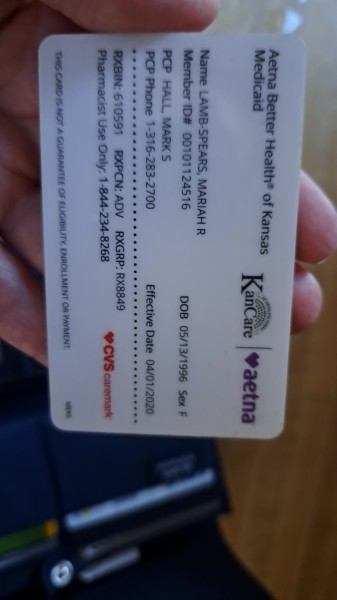 Aetna Better Health® of Kansas
Medicaid
KanCare
aetna
Name LAMB-SPEARS, MARIAH R
Member ID# 00101124516 DOB 05/13/1996 Sex F
PCP HALL, MARK S
PCP Phone 1-316-283-2700 Effective Date 04/01/2020
RXBIN: 610591 RXPCN: ADV RXGRP: RX8849
Pharmacist Use Only: 1-844-234-8268
CVS caremark
THIS CARD IS NOT A GUARANTEE OF ELIGIBILITY, ENROLLMENT OR PAYMENT.